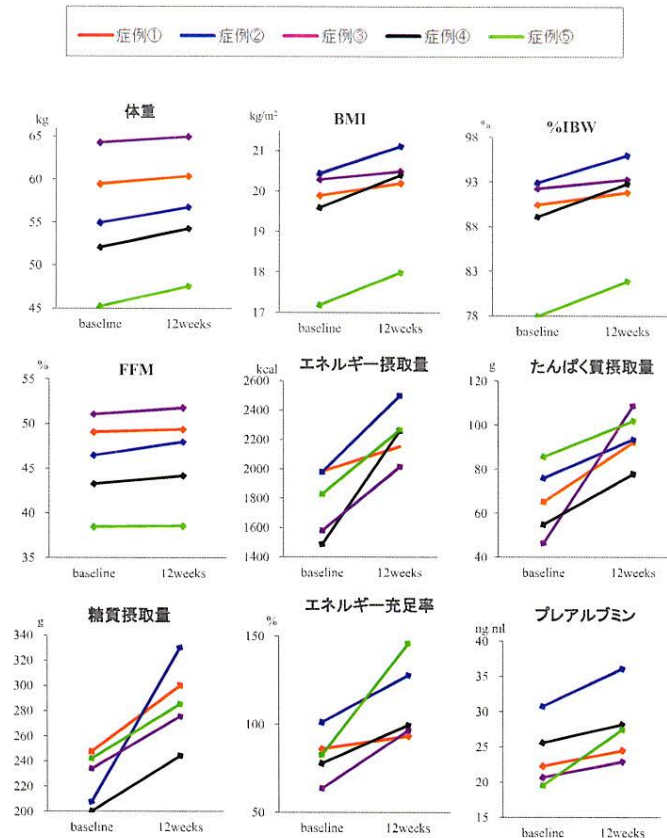 症例① 症例② 症例③ 症例④ 症例⑤
体重 BMI %IBW
kg kg/m² %
65 60 55 50 45
21 20 19 18 17
98 93 88 83 78
baseline 12weeks baseline 12weeks baseline 12weeks
FFM エネルギー摂取量 たんぱく質摂取量
% kcal g
55 50 45 40 35
2600 2400 2200 2000 1800 1600 1400
120 100 80 60 40
baseline 12weeks baseline 12weeks baseline 12weeks
糖質摂取量 エネルギー充足率 プレアルブミン
g % ng/ml
340 320 300 280 260 240 220 200
150 100 50
40 35 30 25 20 15
baseline 12weeks baseline 12weeks baseline 12weeks